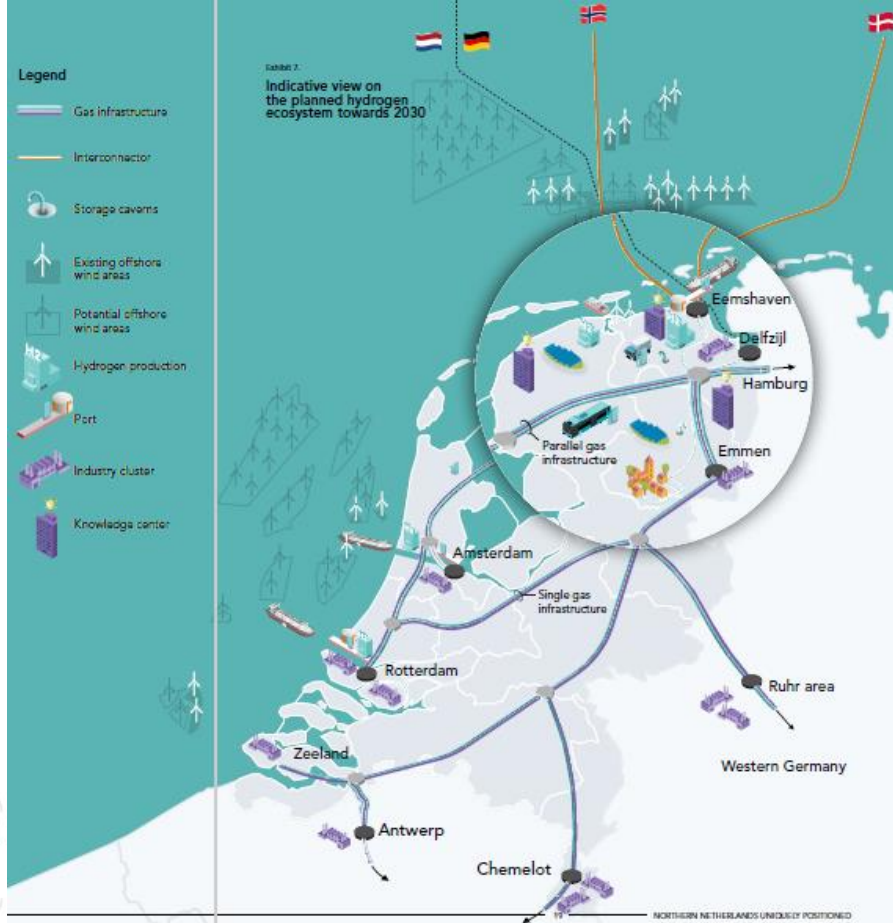 Legend
Gas infrastructure
Interconnector
Storage caverns
Existing offshore
wind areas
Potential offshore
wind areas
H2
Hydrogen production
Port
Industry cluster
Knowledge center
Exhibit 7.
Indicative view on
the planned hydrogen
ecosystem towards 2030
Eemshaven
Delfzijl
Hamburg
Parallel gas
infrastructure
Emmen
Amsterdam
Single gas
infrastructure
Rotterdam
Ruhr area
Zeeland
Western Germany
Antwerp
Chemelot
NORTHERN NETHERLANDS UNIQUELY POSITIONED